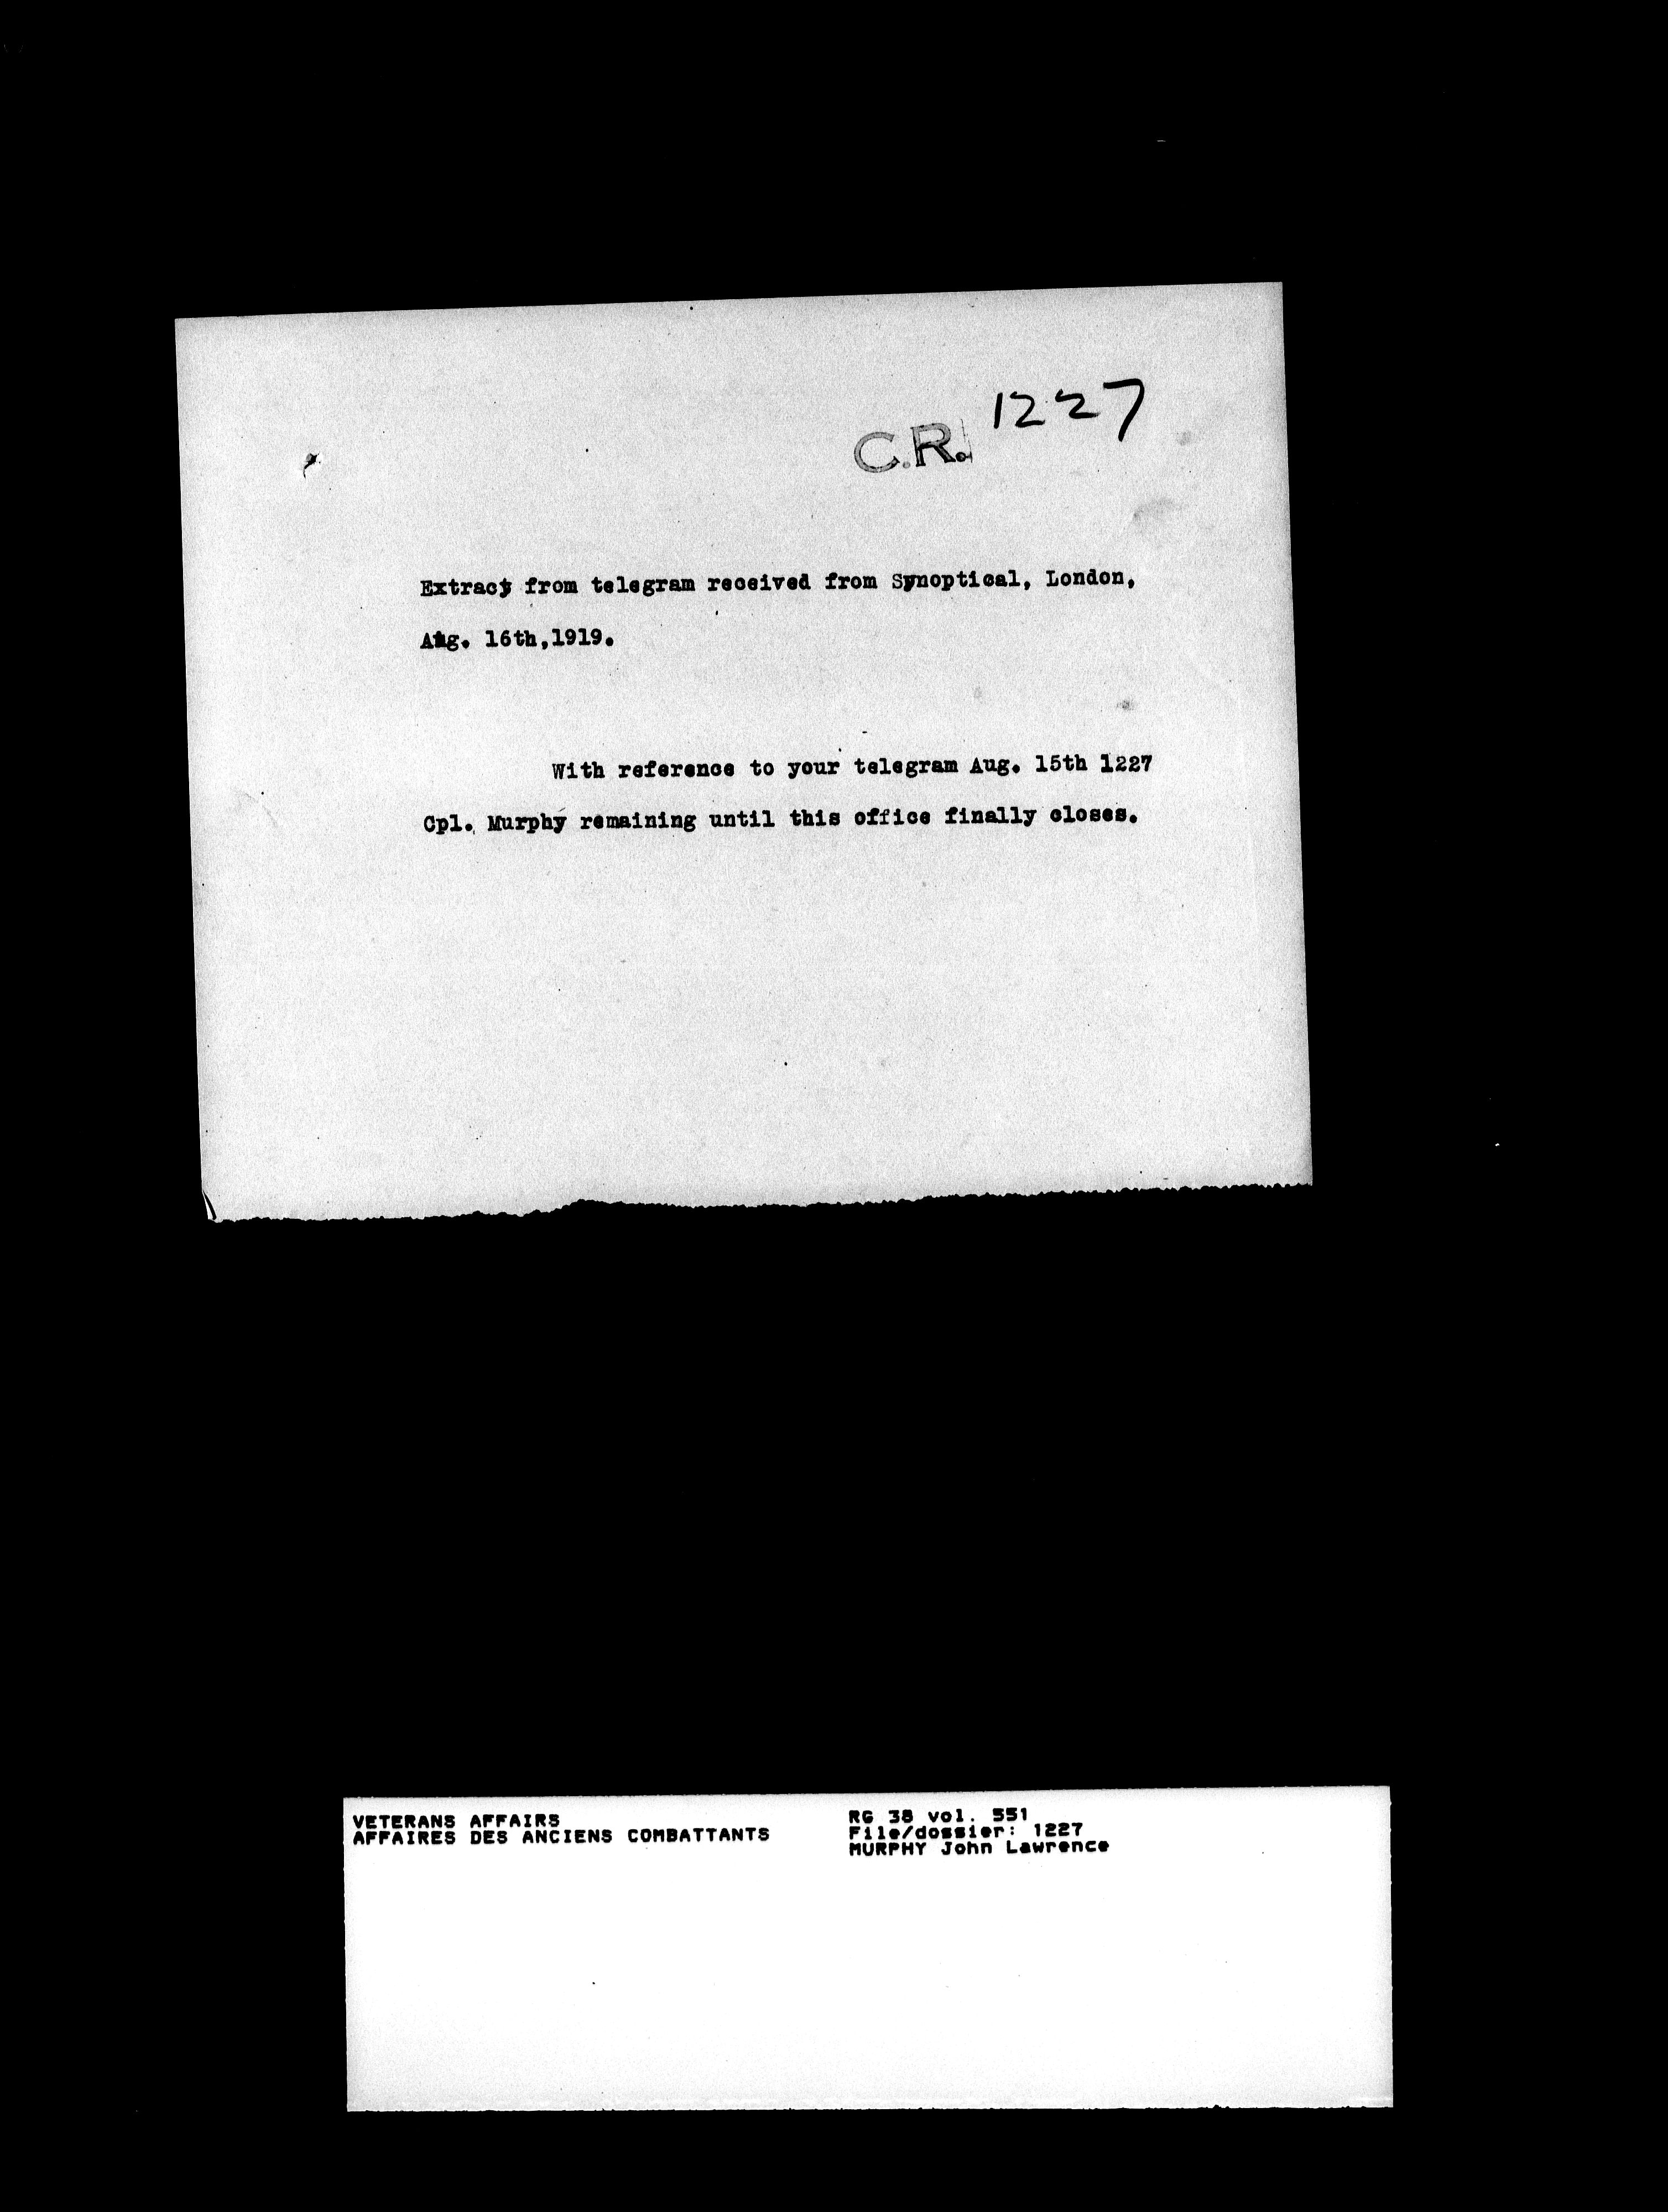 C.R. 1227
Extract from telegram received from Synoptical, London,
Aug. 16th,1919.
With reference to your telegram Aug. 15th 1227
Cpl. Murphy remaining until this office finally closes.
VETERANS AFFAIRS
AFFAIRES DES ANCIENS COMBATTANTS
RG 38 vol. 551
File/dossier: 1227
MURPHY John Lawrence